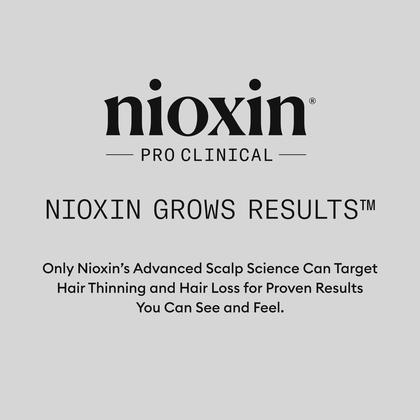 nioxin®
PRO CLINICAL
NIOXIN GROWS RESULTS™
Only Nioxin's Advanced Scalp Science Can Target
Hair Thinning and Hair Loss for Proven Results
You Can See and Feel.